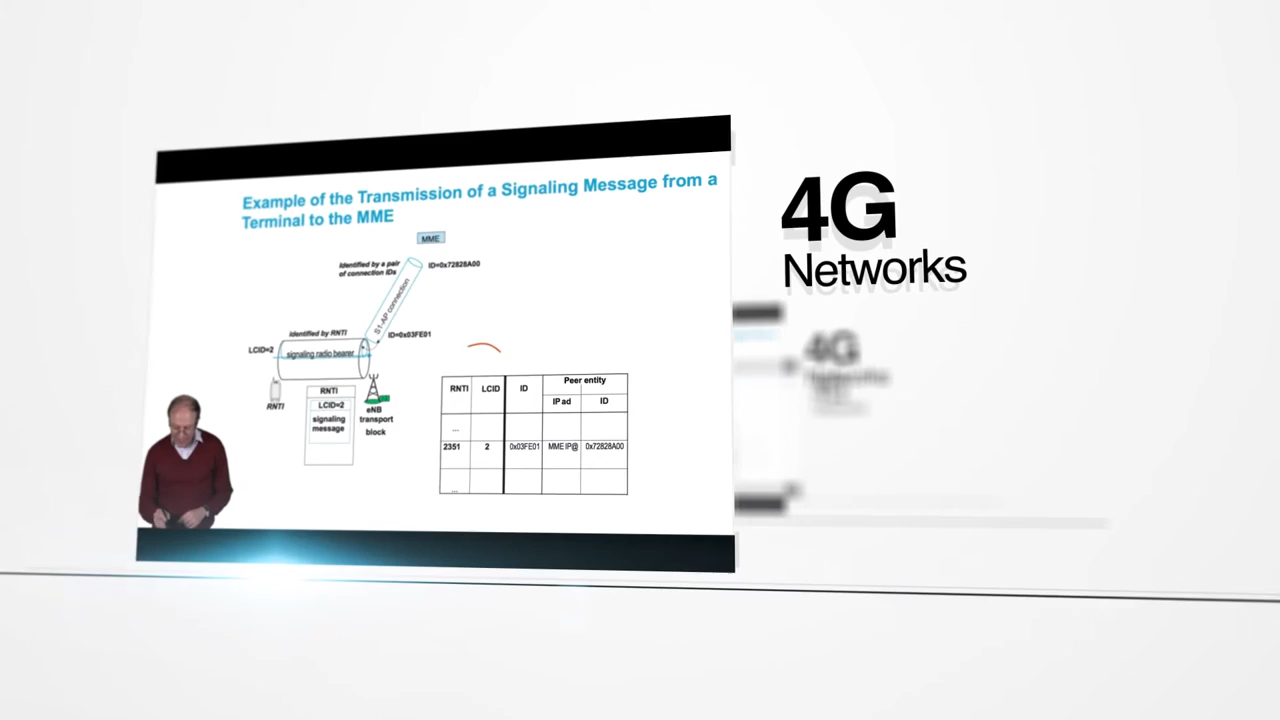 Example of the Transmission of a Signaling Message from a
Terminal to the MME
MME
Identified by a pair
of connection IDs
ID=0x72828A00
S1-AP connection
Identified by RNTI
ID=0x03FE01
LCID=2
signaling radio bearer
RNTI
RNTI
LCID=2
signaling
message
eNB
transport
block
RNTI LCID ID Peer entity
IP ad ID
...
2351 2 0x03FE01 MME IP@ 0x72828A00
...
4G
Networks
4G
Networks